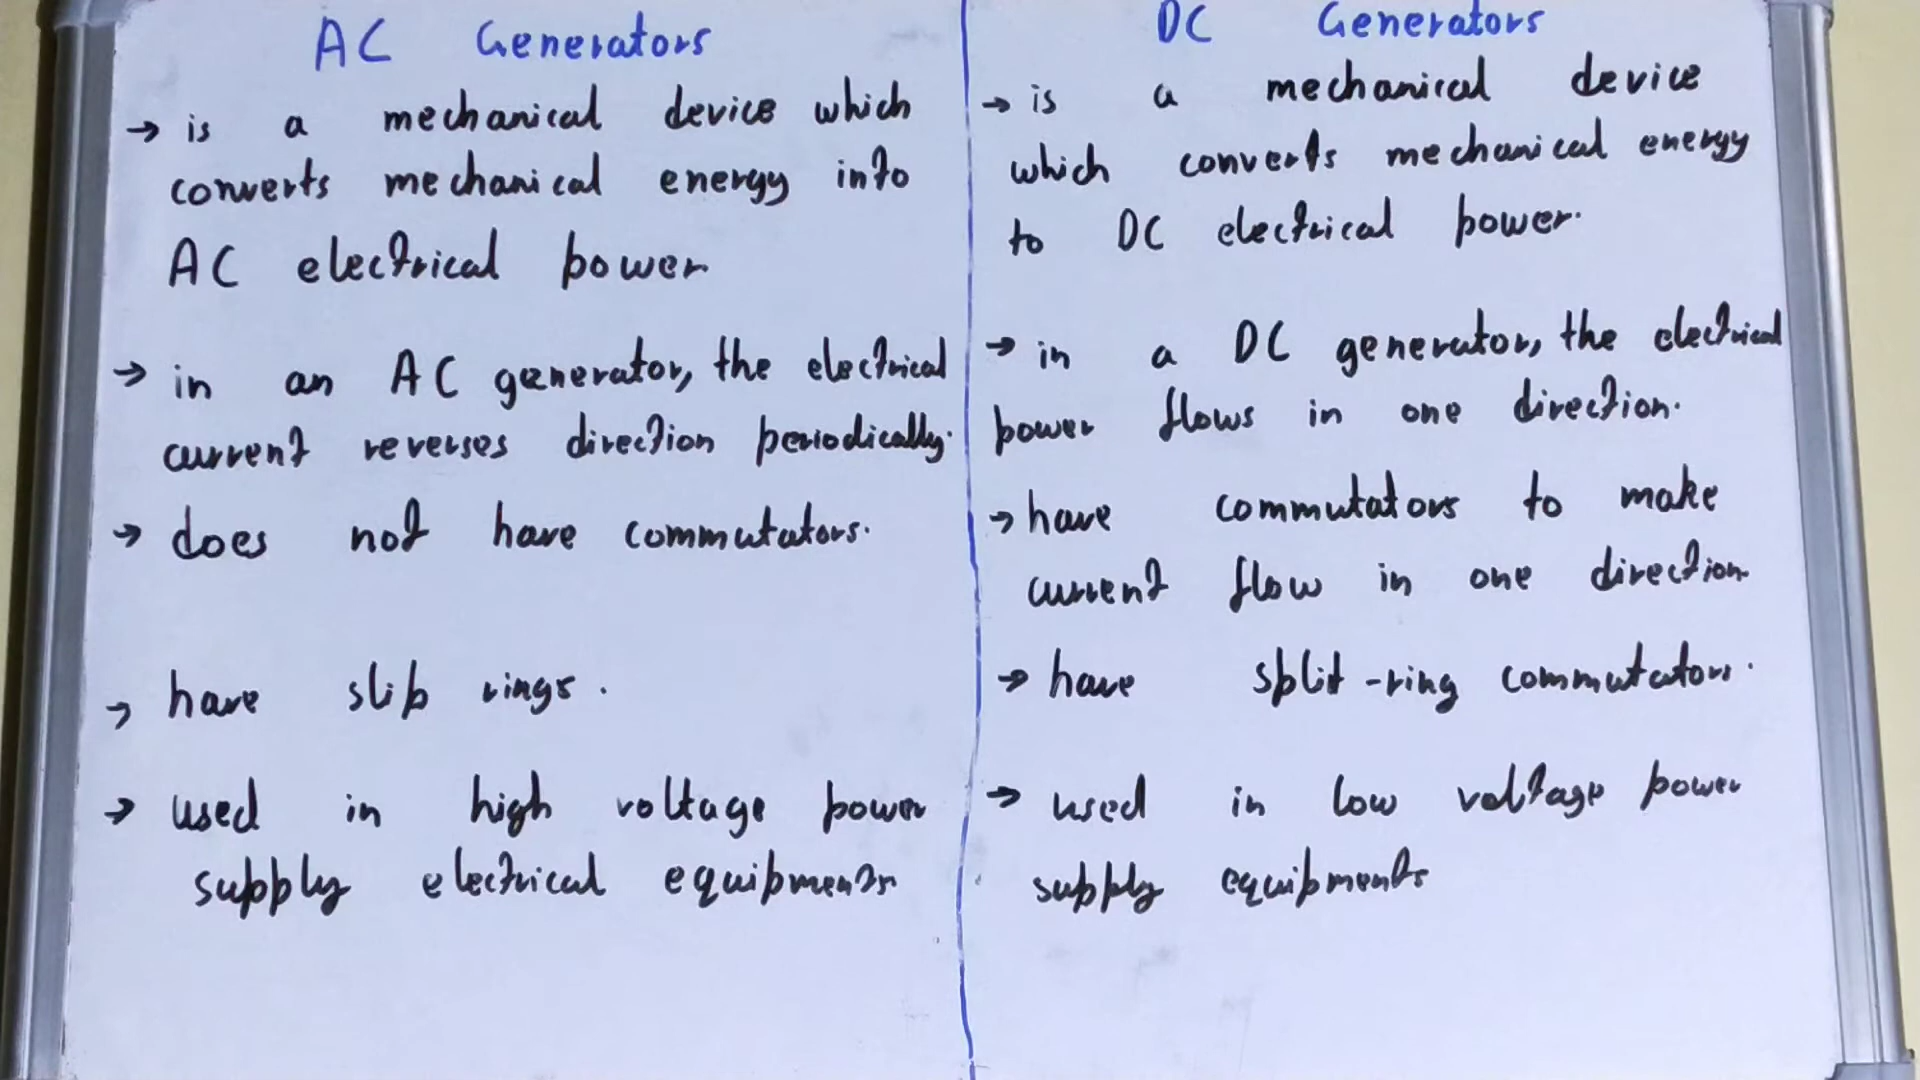 AC Generators
→ is a mechanical device which
converts mechanical energy into
AC electrical power
→ in an AC generator, the electrical
current reverses direction periodically.
→ does not have commutators.
→ have slip rings.
→ used in high voltage power
supply electrical equipments
DC Generators
→ is a mechanical device
which converts mechanical energy
to DC electrical power.
→ in a DC generator, the electrical
power flows in one direction.
→ have commutators to make
current flow in one direction.
→ have split-ring commutators.
→ used in low voltage power
supply equipments